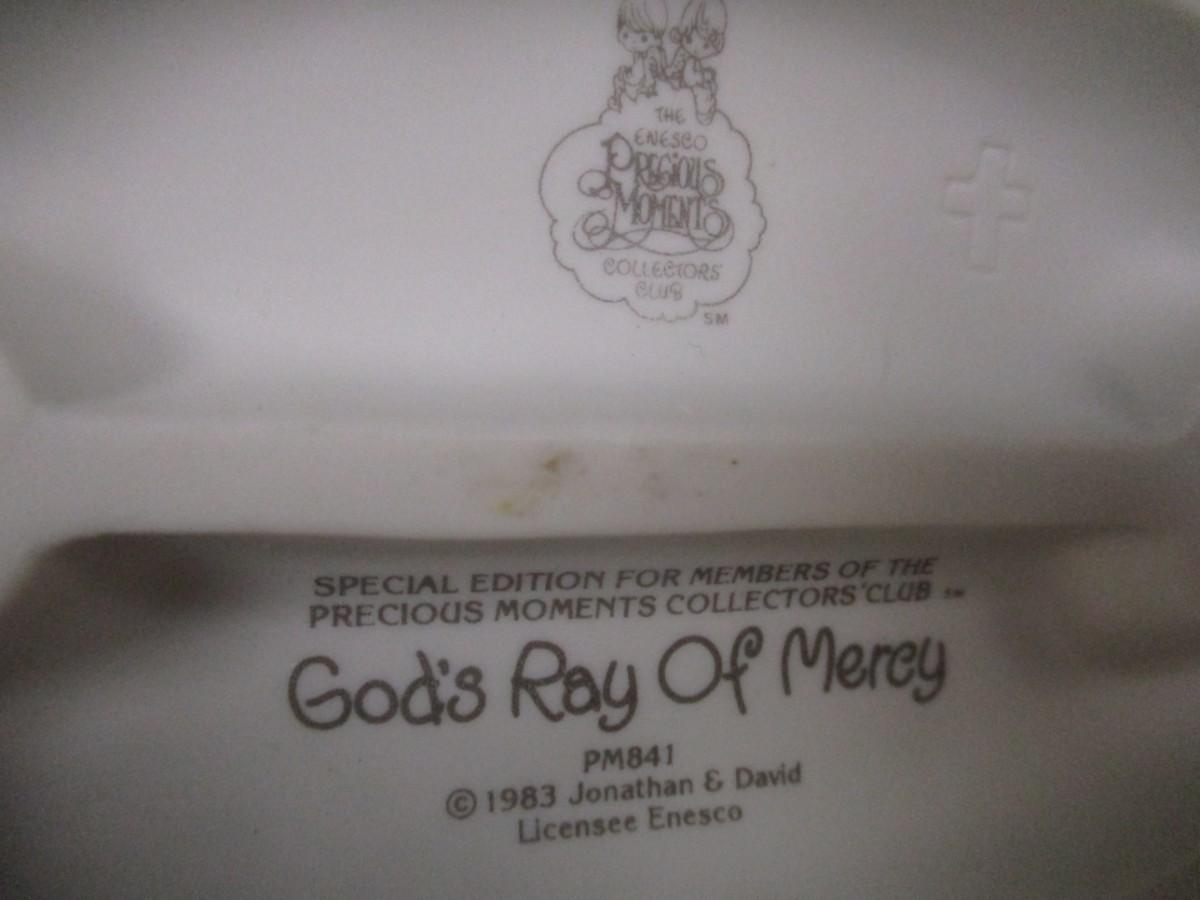 THE
ENESCO
PRECIOUS
MOMENTS
COLLECTORS'
CLUB
SM
SPECIAL EDITION FOR MEMBERS OF THE
PRECIOUS MOMENTS COLLECTORS' CLUB SM
God's Ray Of Mercy
PM841
© 1983 Jonathan & David
Licensee Enesco